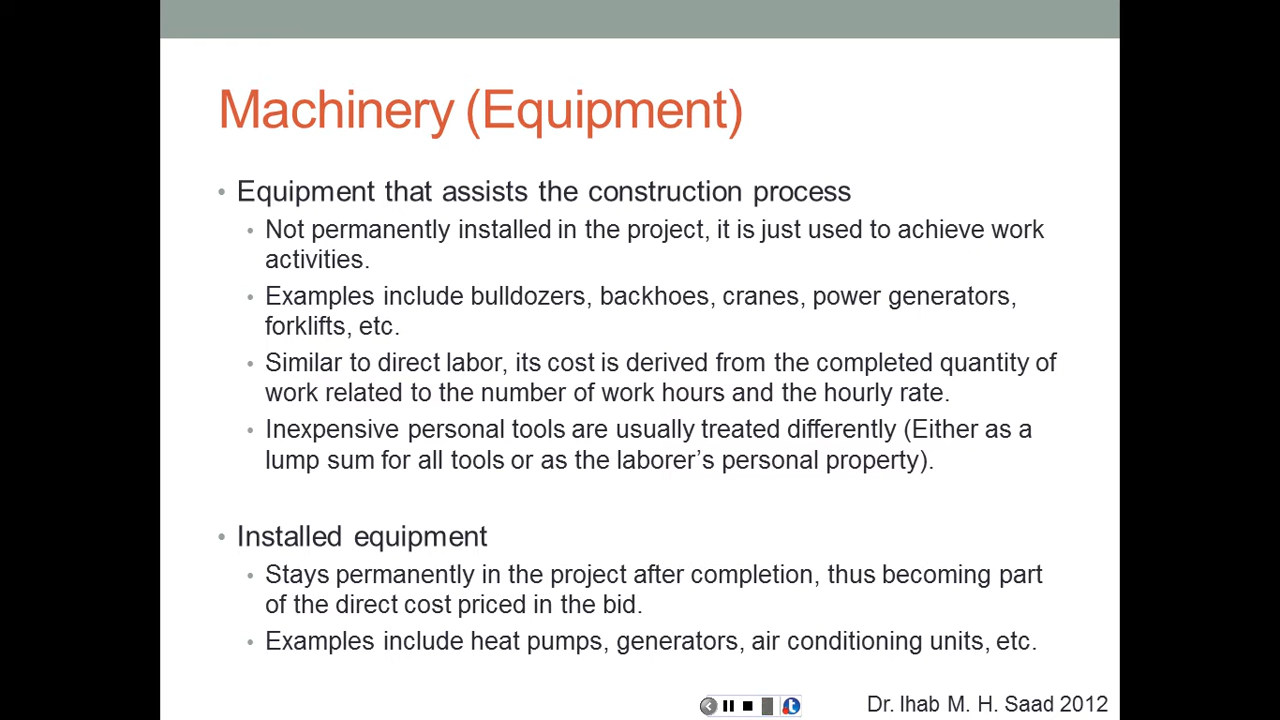 Machinery (Equipment)
• Equipment that assists the construction process
• Not permanently installed in the project, it is just used to achieve work
activities.
• Examples include bulldozers, backhoes, cranes, power generators,
forklifts, etc.
• Similar to direct labor, its cost is derived from the completed quantity of
work related to the number of work hours and the hourly rate.
• Inexpensive personal tools are usually treated differently (Either as a
lump sum for all tools or as the laborer’s personal property).
• Installed equipment
• Stays permanently in the project after completion, thus becoming part
of the direct cost priced in the bid.
• Examples include heat pumps, generators, air conditioning units, etc.
t
Dr. Ihab M. H. Saad 2012